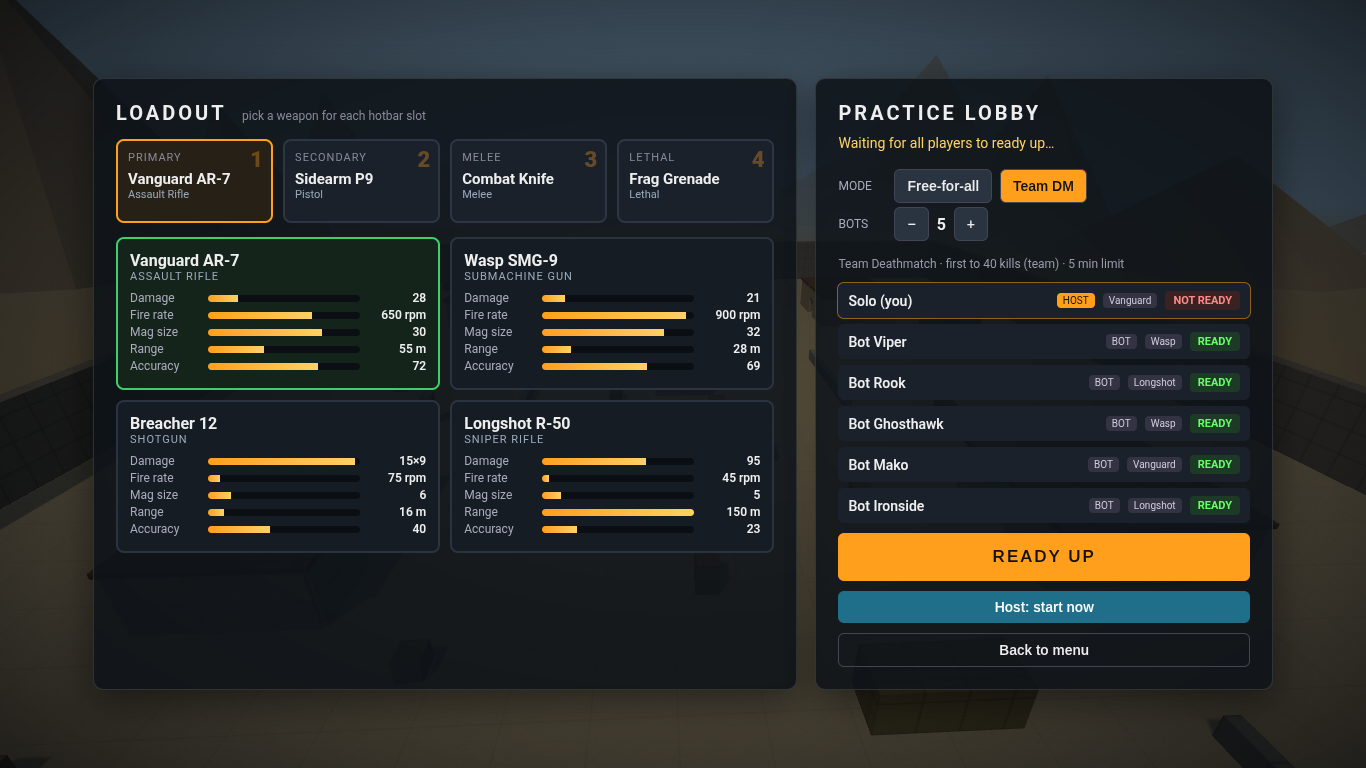 LOADOUT pick a weapon for each hotbar slot
PRIMARY 1
Vanguard AR-7
Assault Rifle
SECONDARY 2
Sidearm P9
Pistol
MELEE 3
Combat Knife
Melee
LETHAL 4
Frag Grenade
Lethal
Vanguard AR-7
ASSAULT RIFLE
Damage 28
Fire rate 650 rpm
Mag size 30
Range 55 m
Accuracy 72
Wasp SMG-9
SUBMACHINE GUN
Damage 21
Fire rate 900 rpm
Mag size 32
Range 28 m
Accuracy 69
Breacher 12
SHOTGUN
Damage 15×9
Fire rate 75 rpm
Mag size 6
Range 16 m
Accuracy 40
Longshot R-50
SNIPER RIFLE
Damage 95
Fire rate 45 rpm
Mag size 5
Range 150 m
Accuracy 23
PRACTICE LOBBY
Waiting for all players to ready up…
MODE Free-for-all Team DM
BOTS − 5 +
Team Deathmatch · first to 40 kills (team) · 5 min limit
Solo (you) HOST Vanguard NOT READY
Bot Viper BOT Wasp READY
Bot Rook BOT Longshot READY
Bot Ghosthawk BOT Wasp READY
Bot Mako BOT Vanguard READY
Bot Ironside BOT Longshot READY
READY UP
Host: start now
Back to menu